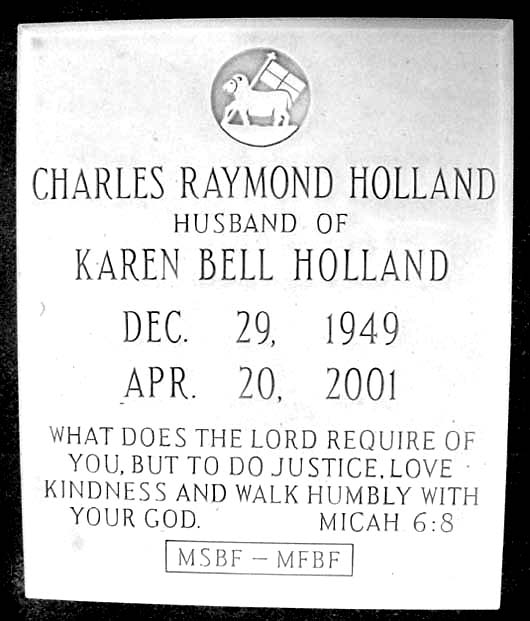 CHARLES RAYMOND HOLLAND
HUSBAND OF
KAREN BELL HOLLAND
DEC. 29, 1949
APR. 20, 2001
WHAT DOES THE LORD REQUIRE OF
YOU, BUT TO DO JUSTICE, LOVE
KINDNESS AND WALK HUMBLY WITH
YOUR GOD. MICAH 6:8
MSBF – MFBF